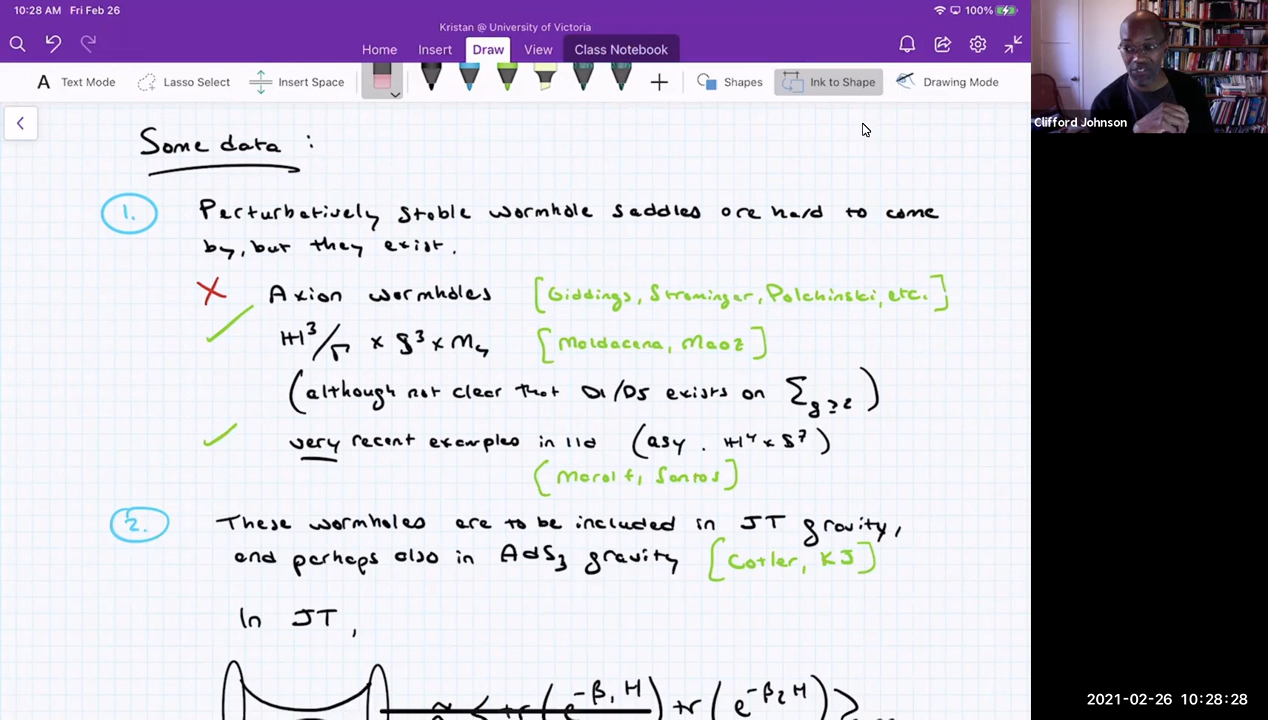 10:28 AM Fri Feb 26
100%
Kristan @ University of Victoria
Home Insert Draw View Class Notebook
A Text Mode Lasso Select Insert Space Shapes Ink to Shape Drawing Mode
Clifford Johnson
Some data :
1. Perturbatively stable wormhole saddles are hard to come
by, but they exist.
✗ Axion wormholes [Giddings, Strominger, Polchinski, etc.]
✓ H³/Γ × S³ × M₄ [Maldacena, Maoz]
(although not clear that D1/D5 exists on Σ_{g≥2})
✓ very recent examples in 11d (asy. H⁴ × S⁷)
[Marolf, Santos]
2. These wormholes are to be included in JT gravity,
and perhaps also in AdS₃ gravity [Cotler, KJ]
In JT,
≈ <tr(e^{-β₁H}) tr(e^{-β₂H})>
2021-02-26 10:28:28